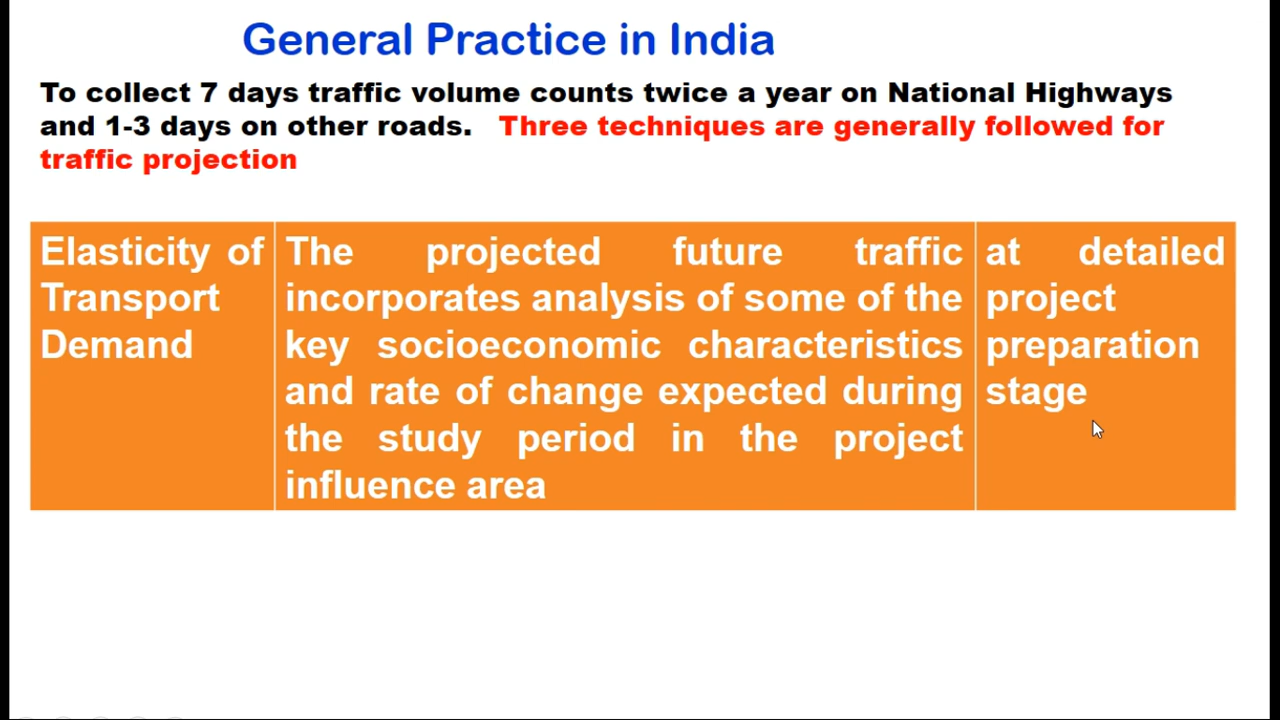 General Practice in India
To collect 7 days traffic volume counts twice a year on National Highways
and 1-3 days on other roads. Three techniques are generally followed for
traffic projection
Elasticity of
Transport
Demand
The projected future traffic
incorporates analysis of some of the
key socioeconomic characteristics
and rate of change expected during
the study period in the project
influence area
at detailed
project
preparation
stage